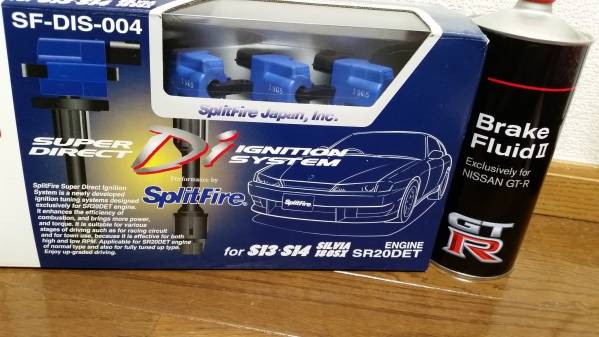 SF-DIS-004
1905
1905
SplitFire Japan, Inc.
SUPER
DIRECT
Di
IGNITION
SYSTEM
Performance by
SplitFire.
SplitFire Super Direct Ignition
System is a newly developed
ignition tuning systems designed
exclusively for SR20DET engine.
It enhances the efficiency of
combustion, and brings more power,
and torque. It is suitable for various
stages of driving such as for racing circuit
and for town use, because it is effective for both
high and low RPM. Applicable for SR20DET engine
of normal type and also for fully tuned up type.
Enjoy up-graded driving.
SplitFire
for S13·S14 SILVIA
180SX
ENGINE
SR20DET
Brake
Fluid II
Exclusively for
NISSAN GT-R
GT
R